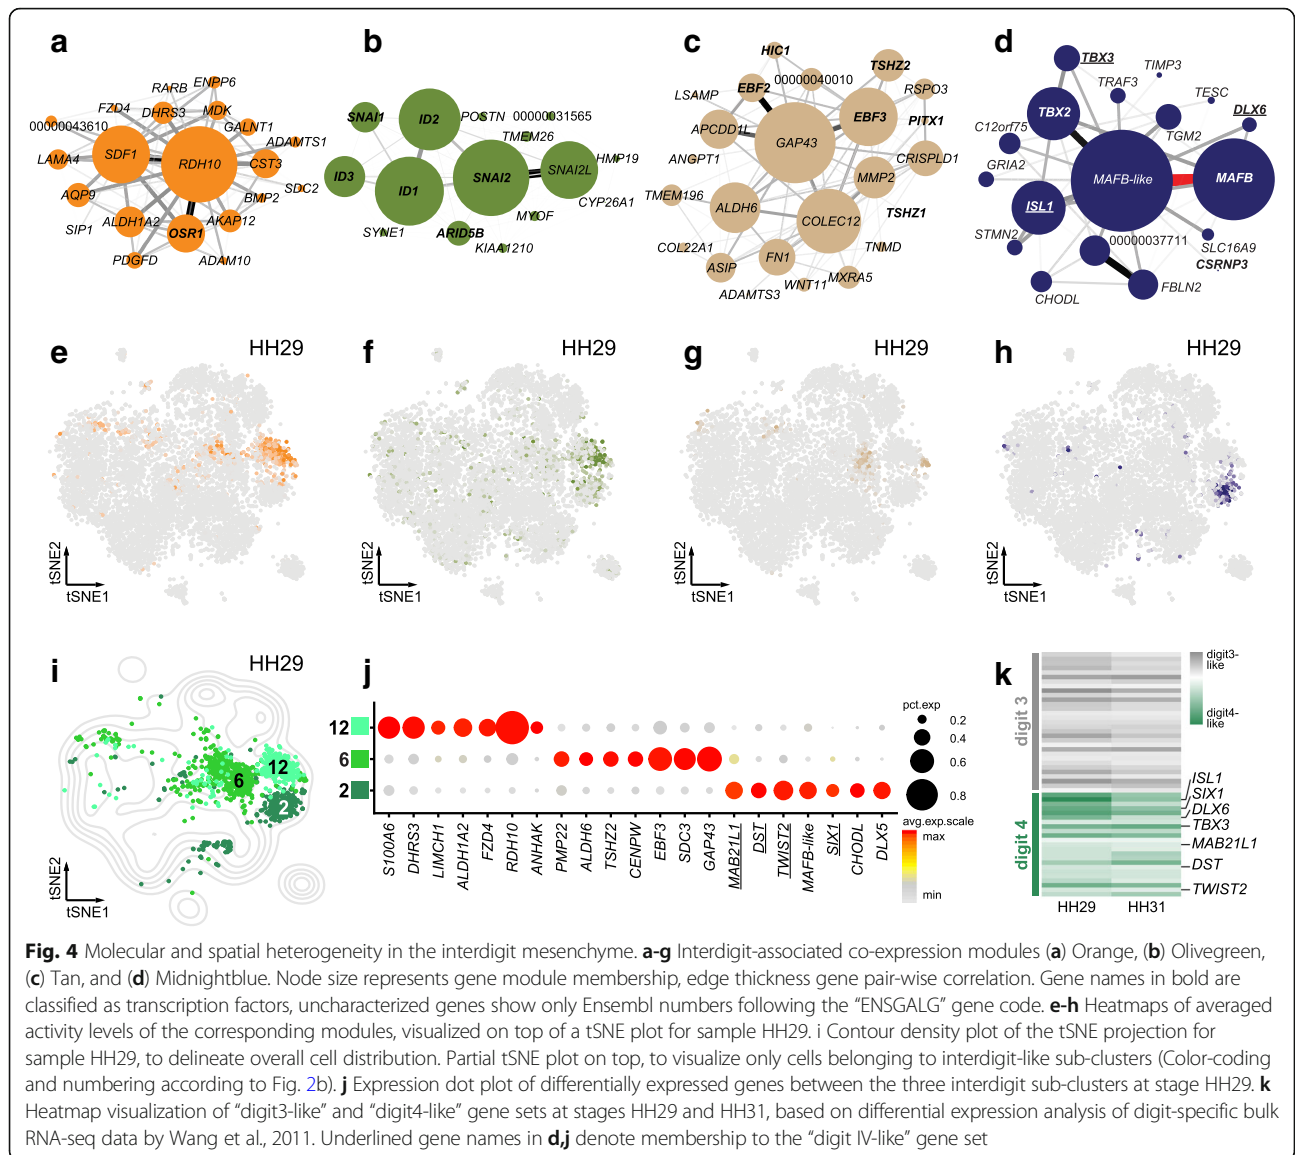 a
ENPP6
RARB
FZD4
DHRS3
MDK
00000043610
GALNT1
ADAMTS1
SDF1
LAMA4
RDH10
CST3
SDC2
AQP9
BMP2
ALDH1A2
AKAP12
SIP1
OSR1
PDGFD
ADAM10
b
SNAI1
ID2
POSTN
00000031565
TMEM26
HMP19
ID3
ID1
SNAI2
SNAI2L
CYP26A1
MYOF
SYNE1
ARID5B
KIAA1210
c
HIC1
00000040010
TSHZ2
EBF2
RSPO3
LSAMP
EBF3
PITX1
APCDD1L
GAP43
ANGPT1
CRISPLD1
MMP2
TMEM196
ALDH6
COLEC12
TSHZ1
COL22A1
TNMD
ASIP
FN1
MXRA5
ADAMTS3
WNT11
d
TBX3
TIMP3
TRAF3
TESC
TBX2
DLX6
C12orf75
TGM2
GRIA2
MAFB-like
MAFB
ISL1
STMN2
00000037711
SLC16A9
CSRNP3
FBLN2
CHODL
e
HH29
tSNE2
tSNE1
f
HH29
tSNE2
tSNE1
g
HH29
tSNE2
tSNE1
h
HH29
tSNE2
tSNE1
i
HH29
12
6
2
tSNE2
tSNE1
j
12
6
2
S100A6
DHRS3
LIMCH1
ALDH1A2
FZD4
RDH10
ANHAK
PMP22
ALDH6
TSHZ2
CENPW
EBF3
SDC3
GAP43
MAB21L1
DST
TWIST2
MAFB-like
SIX1
CHODL
DLX5
pct.exp
0.2
0.4
0.6
0.8
avg.exp.scale
max
min
k
digit 3
digit 4
digit3-
like
digit4-
like
ISL1
SIX1
DLX6
TBX3
MAB21L1
DST
TWIST2
HH29 HH31
Fig. 4 Molecular and spatial heterogeneity in the interdigit mesenchyme. a-g Interdigit-associated co-expression modules (a) Orange, (b) Olivegreen,
(c) Tan, and (d) Midnightblue. Node size represents gene module membership, edge thickness gene pair-wise correlation. Gene names in bold are
classified as transcription factors, uncharacterized genes show only Ensembl numbers following the “ENSGALG” gene code. e-h Heatmaps of averaged
activity levels of the corresponding modules, visualized on top of a tSNE plot for sample HH29. i Contour density plot of the tSNE projection for
sample HH29, to delineate overall cell distribution. Partial tSNE plot on top, to visualize only cells belonging to interdigit-like sub-clusters (Color-coding
and numbering according to Fig. 2b). j Expression dot plot of differentially expressed genes between the three interdigit sub-clusters at stage HH29. k
Heatmap visualization of “digit3-like” and “digit4-like” gene sets at stages HH29 and HH31, based on differential expression analysis of digit-specific bulk
RNA-seq data by Wang et al., 2011. Underlined gene names in d,j denote membership to the “digit IV-like” gene set